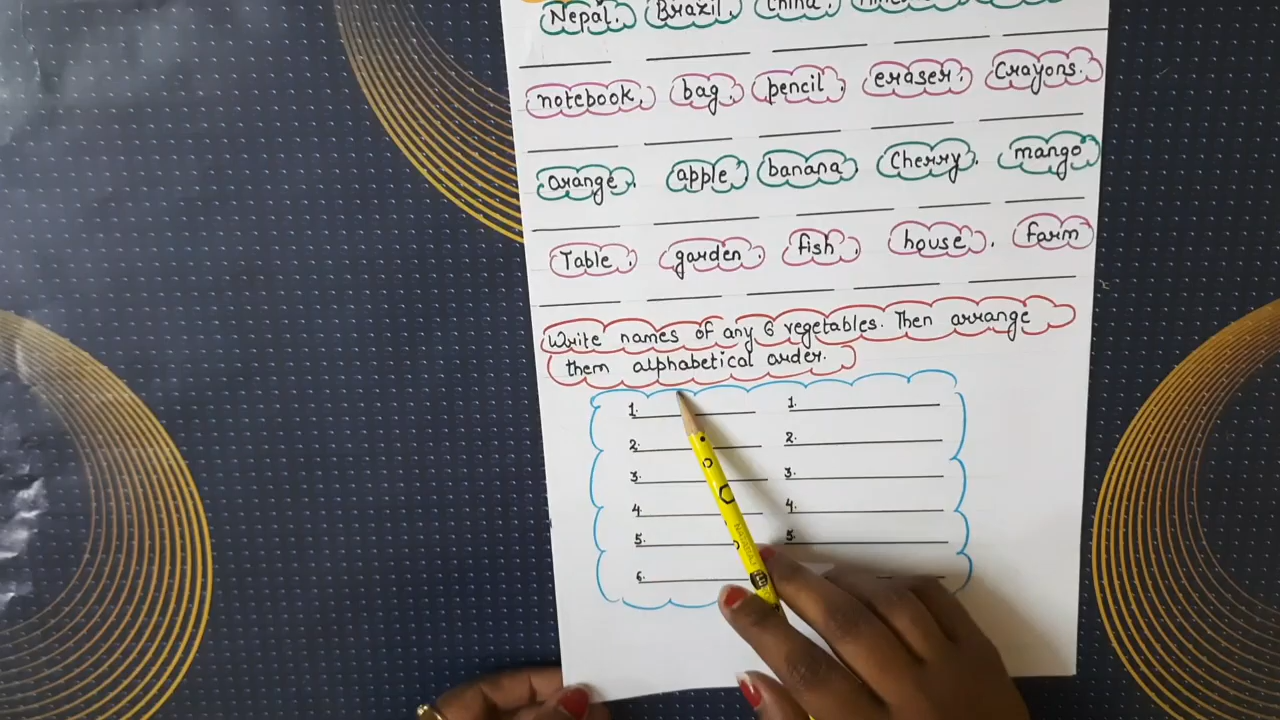 Nepal, Brazil, China,
notebook, bag, pencil, eraser, Crayons.
orange, apple, banana, Cherry, mango
Table, garden, fish, house, farm
Write names of any 6 vegetables. Then arrange
them alphabetical order.
1. 1.
2. 2.
3. 3.
4. 4.
5. 5.
6.